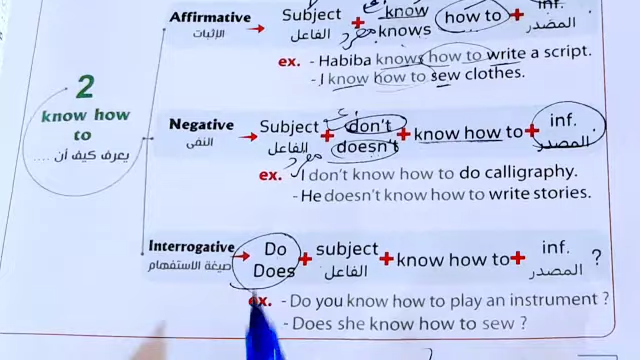 Affirmative
الإثبات
Subject + know
knows
how to + inf.
الفاعل
المصدر
مفرد
ex. - Habiba knows how to write a script.
- I know how to sew clothes.
2
know how
to
يعرف كيف أن ....
Negative
النفى
Subject + don't
doesn't
+ know how to + inf.
الفاعل
المصدر
مفرد
ex. - I don't know how to do calligraphy.
- He doesn't know how to write stories.
Interrogative
صيغة الاستفهام
Do
Does
+ subject + know how to + inf. ?
الفاعل
المصدر
ex. - Do you know how to play an instrument ?
- Does she know how to sew ?